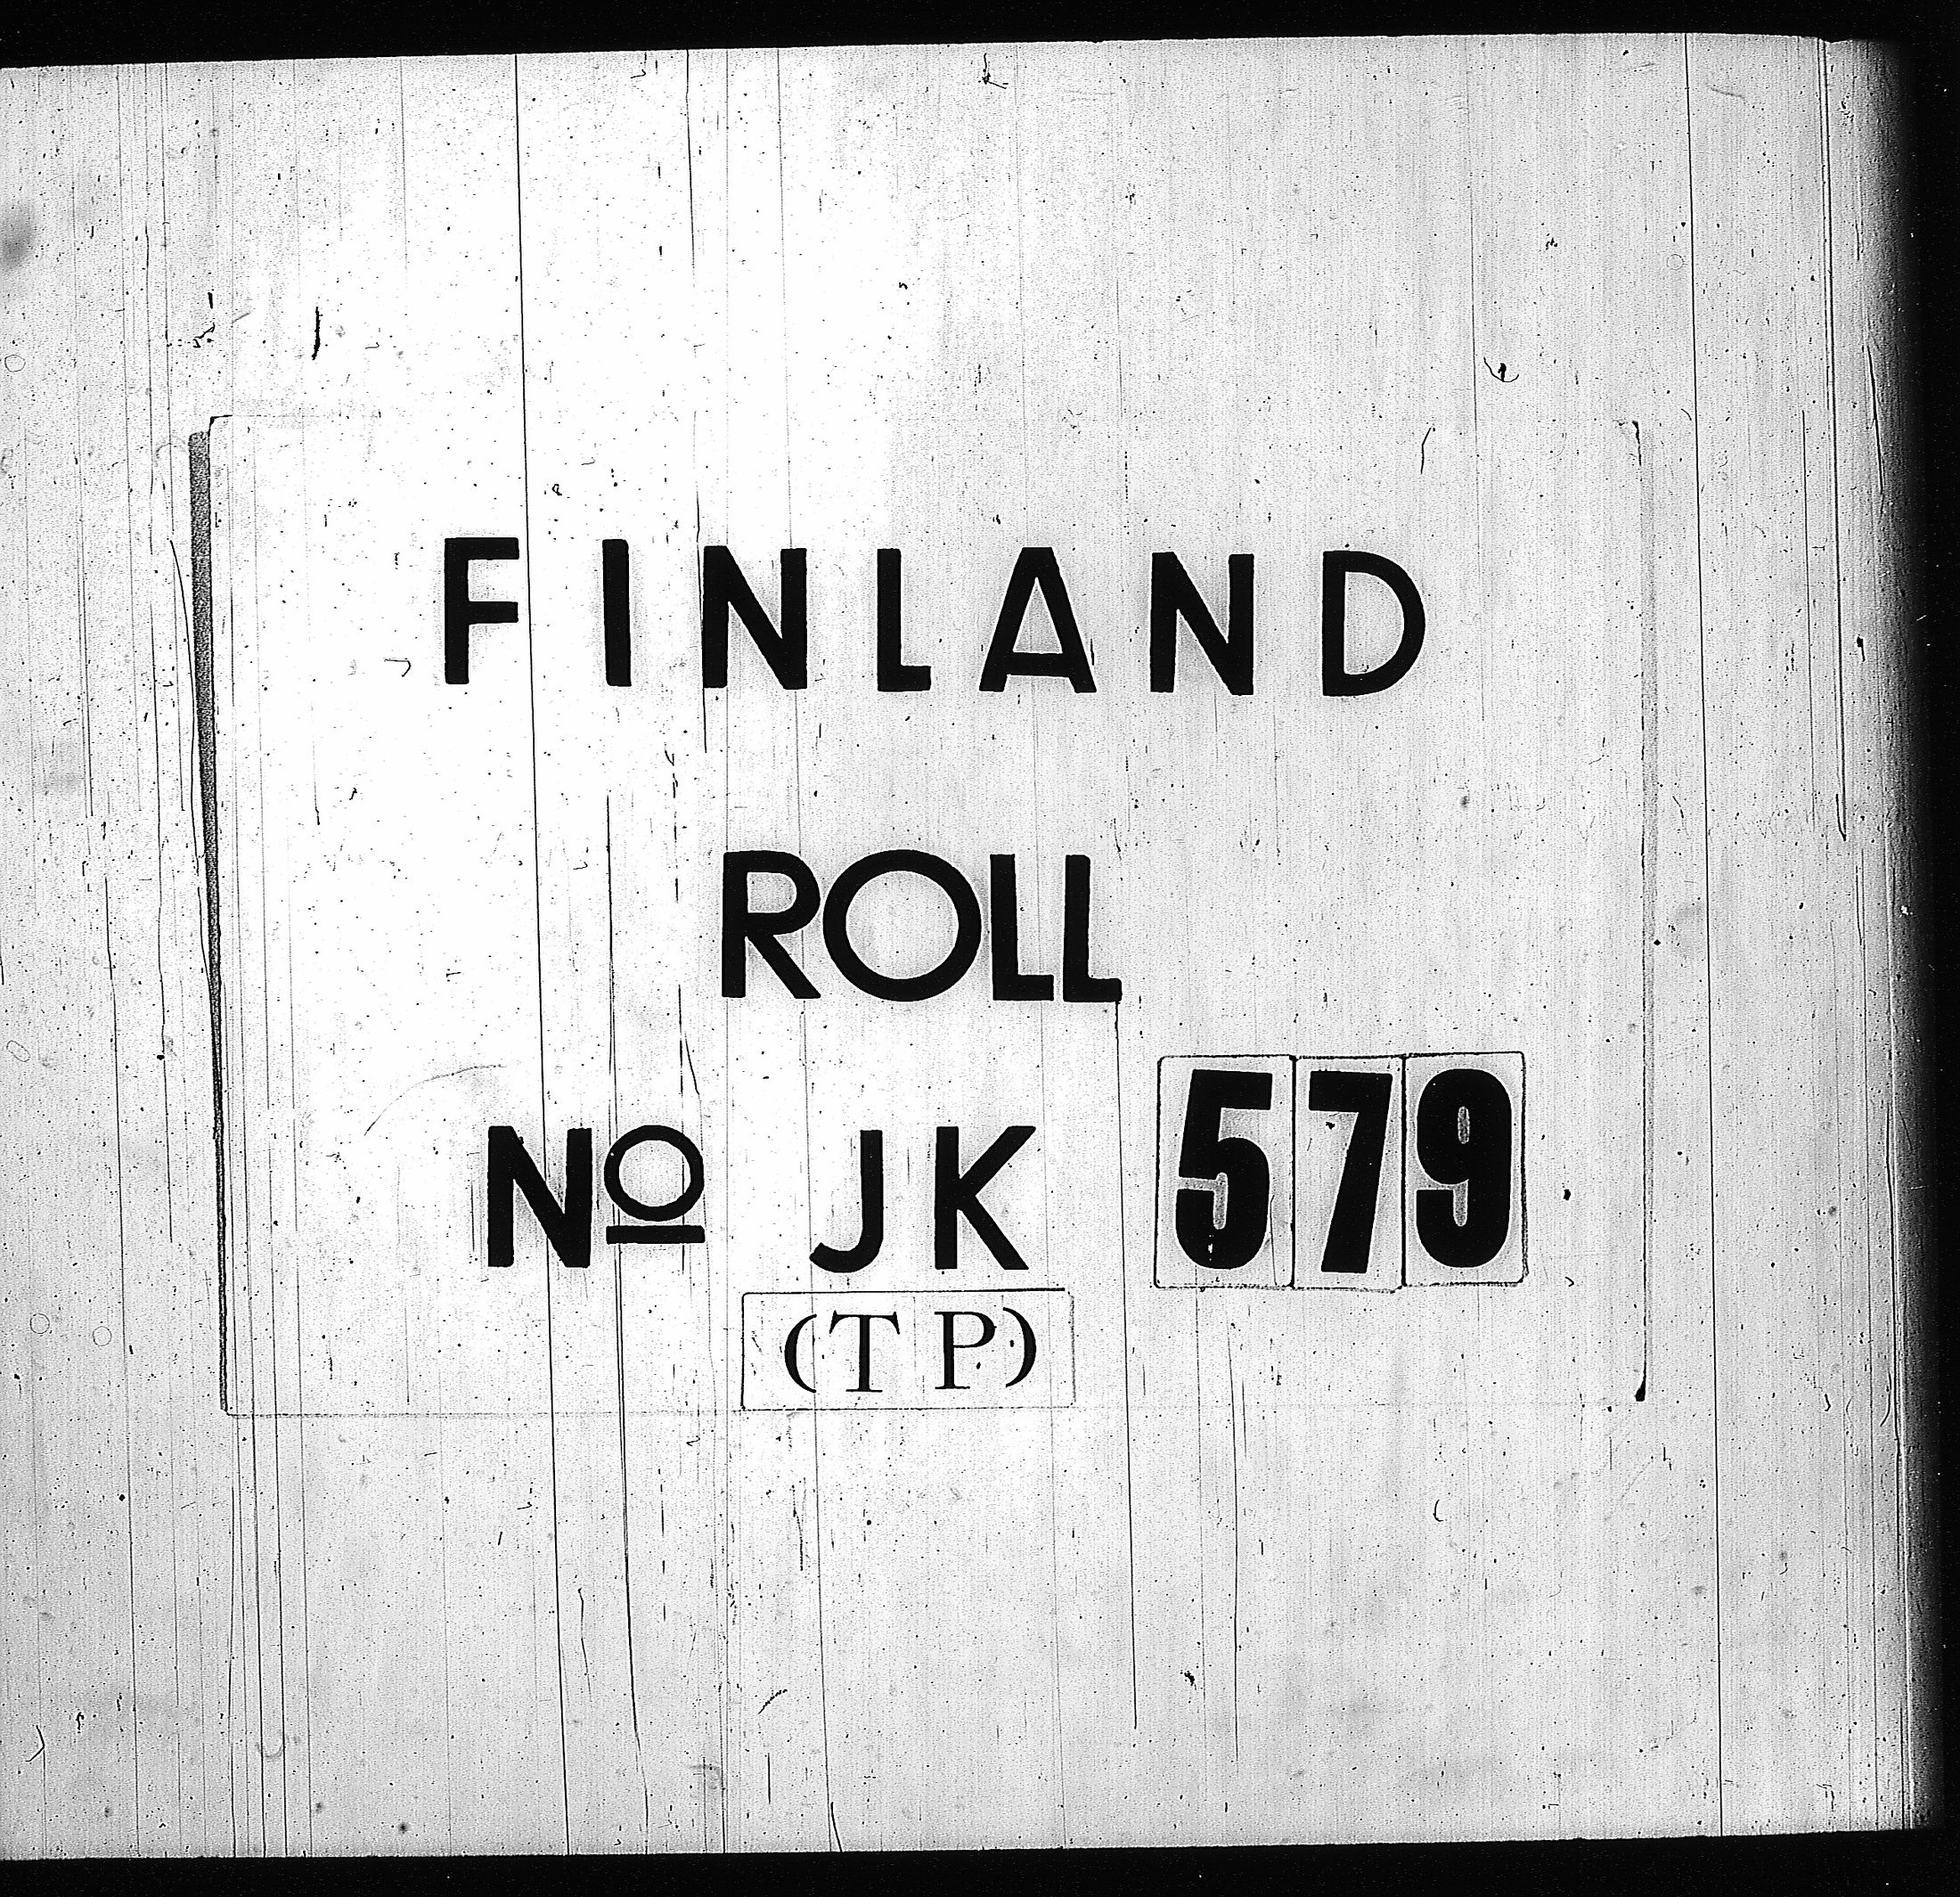 FINLAND
ROLL
Nº JK 579
(TP)